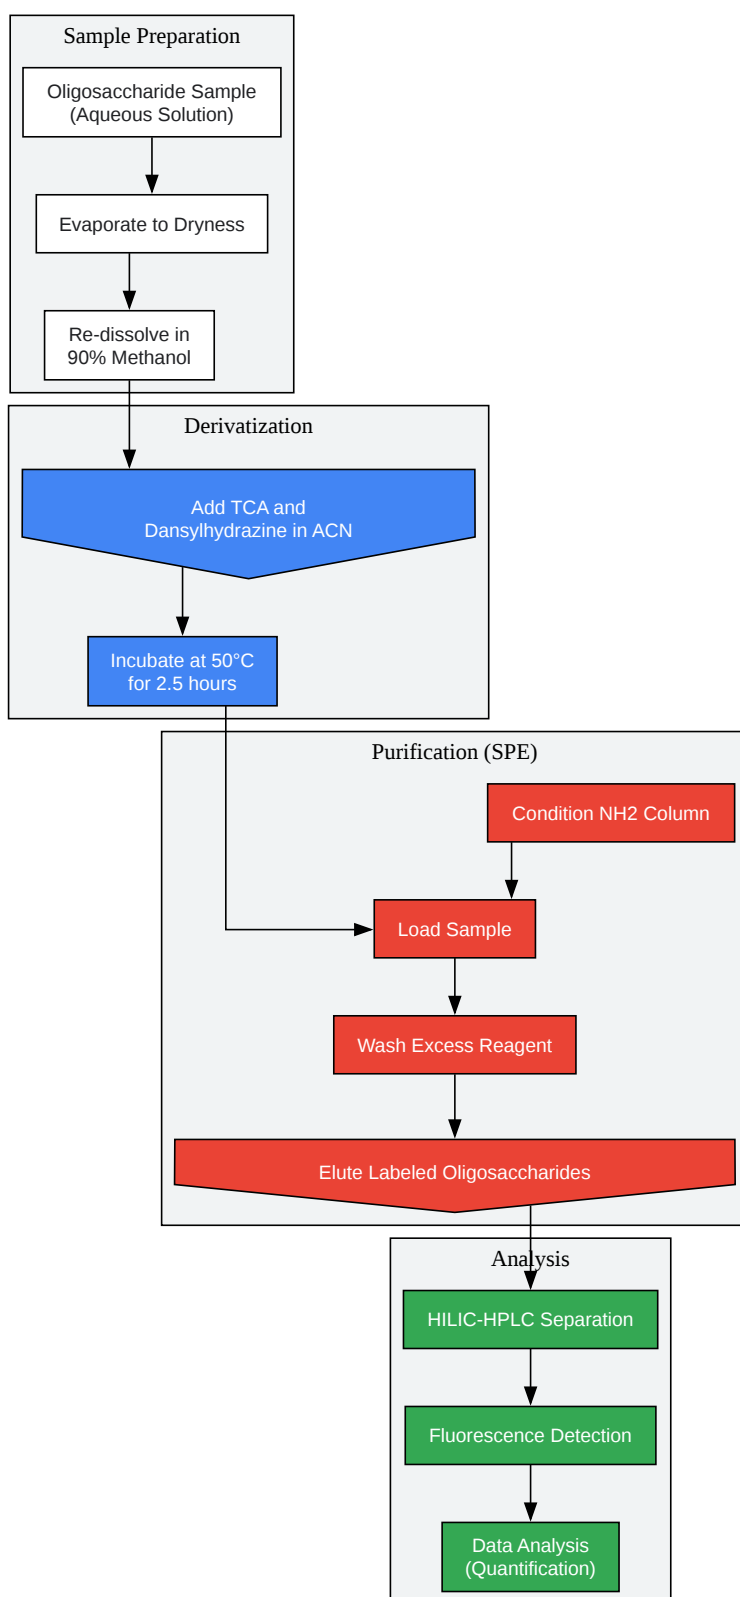 Sample Preparation
Oligosaccharide Sample
(Aqueous Solution)
Evaporate to Dryness
Re-dissolve in
90% Methanol
Derivatization
Add TCA and
Dansylhydrazine in ACN
Incubate at 50°C
for 2.5 hours
Purification (SPE)
Condition NH2 Column
Load Sample
Wash Excess Reagent
Elute Labeled Oligosaccharides
Analysis
HILIC-HPLC Separation
Fluorescence Detection
Data Analysis
(Quantification)